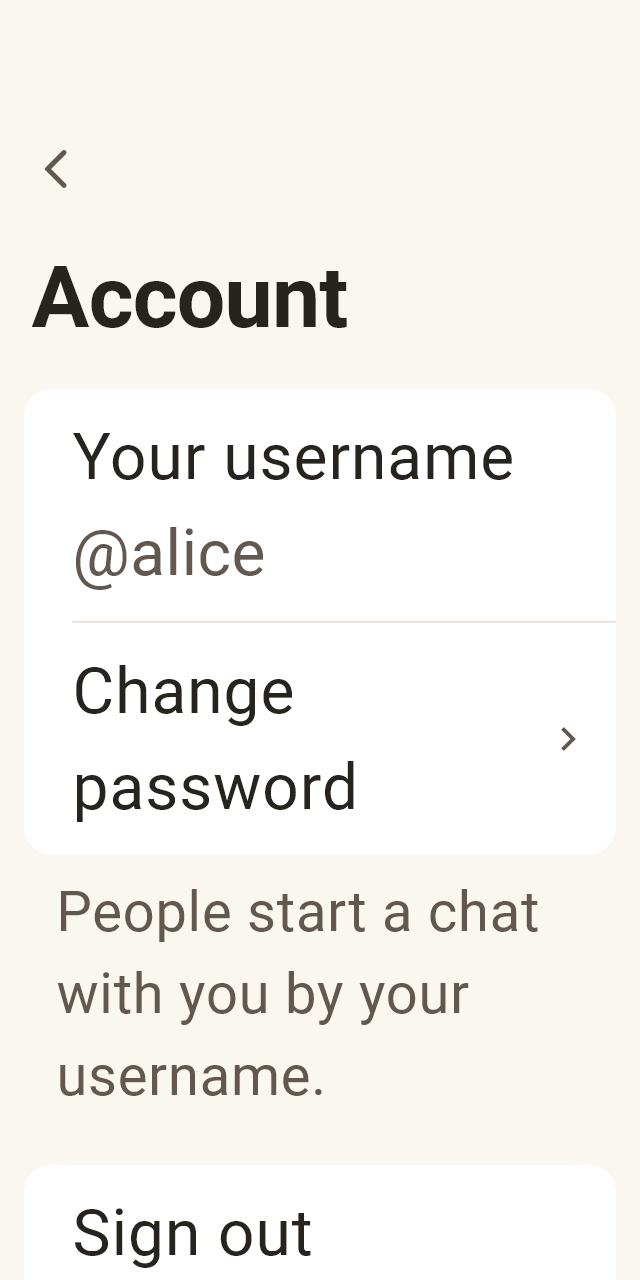 Account
Your username
@alice
Change
password
People start a chat
with you by your
username.
Sign out